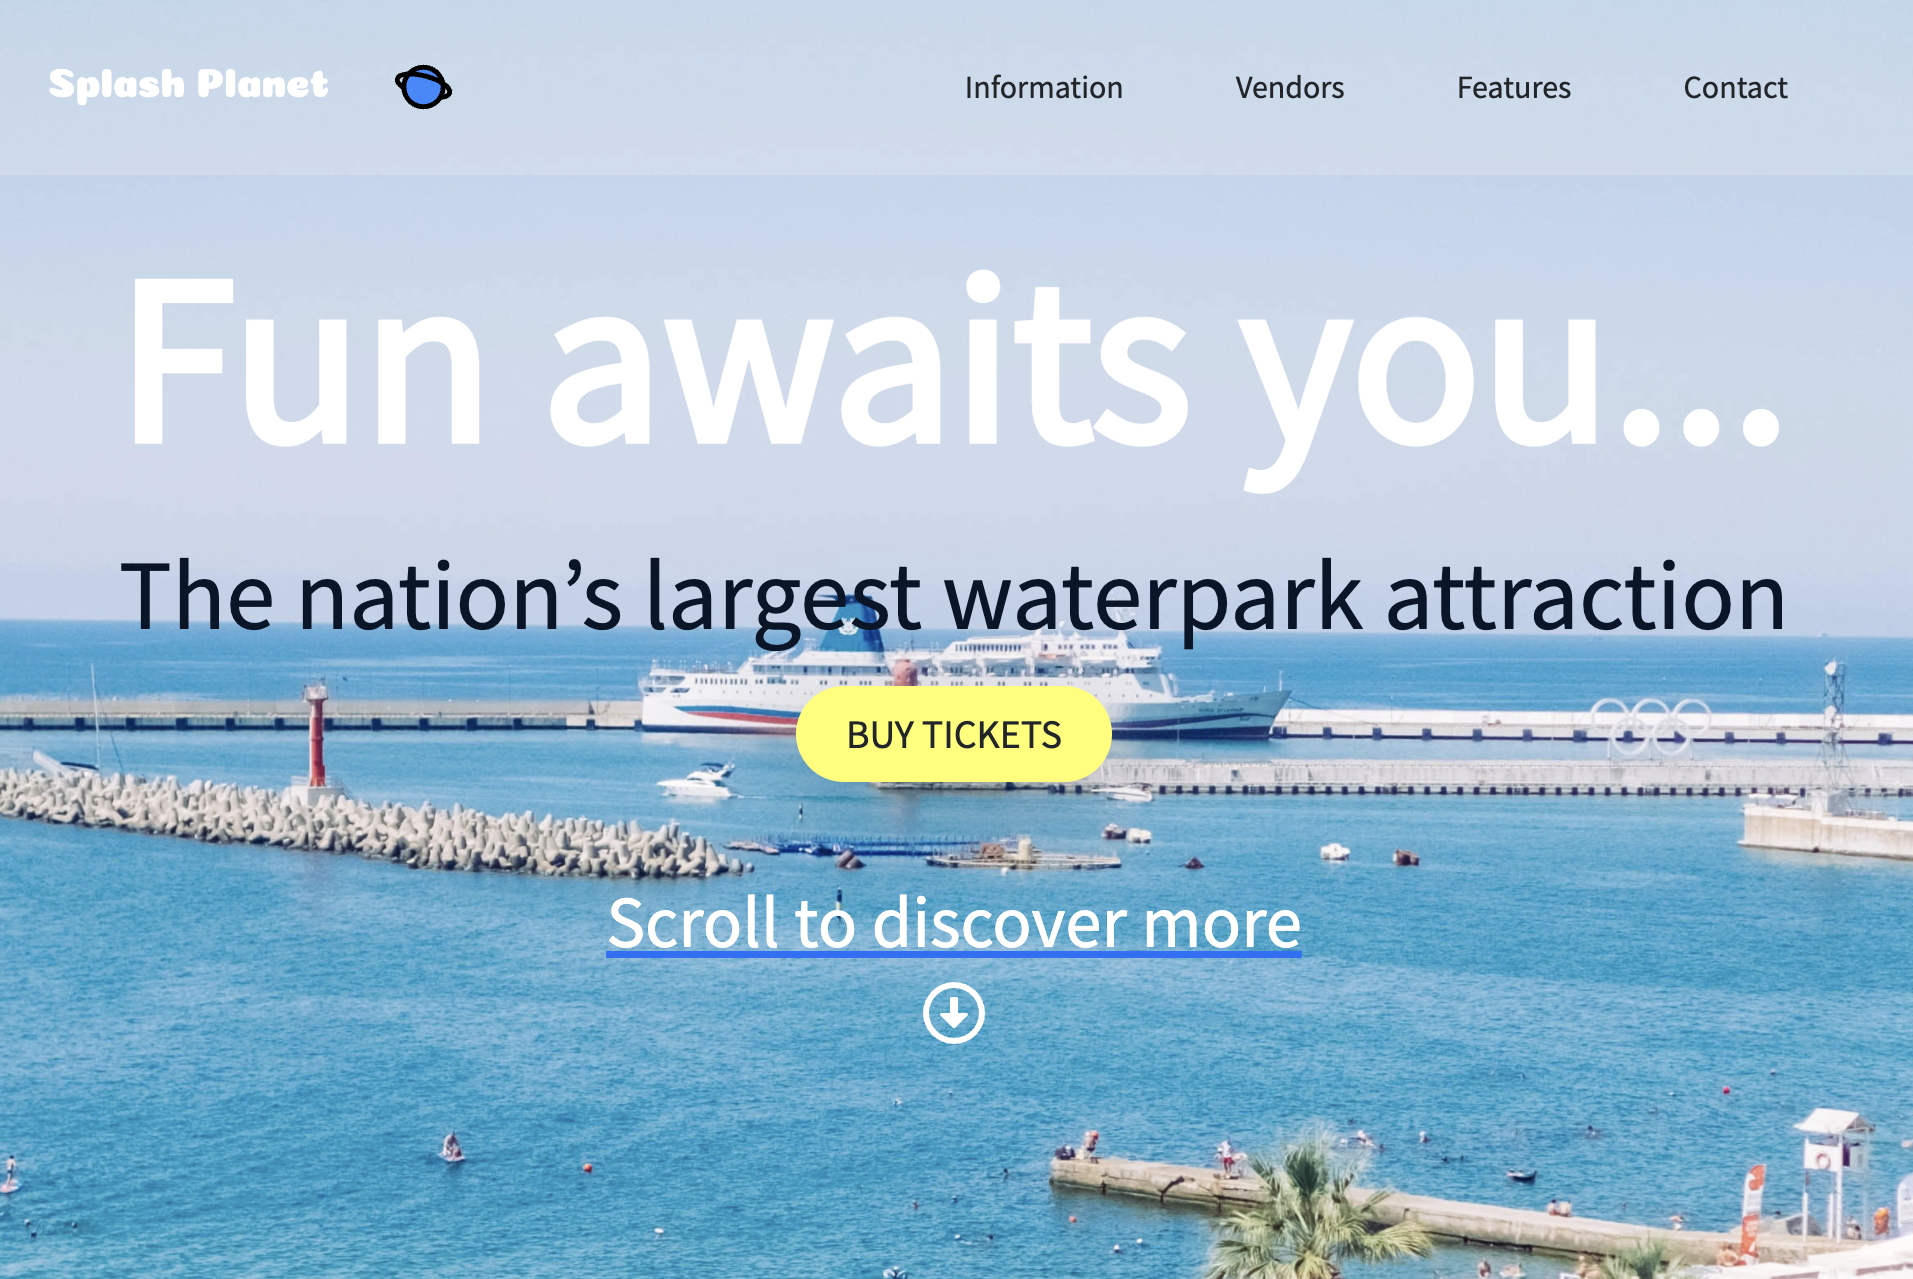 Splash Planet
Information
Vendors
Features
Contact
Fun awaits you...
The nation’s largest waterpark attraction
BUY TICKETS
Scroll to discover more